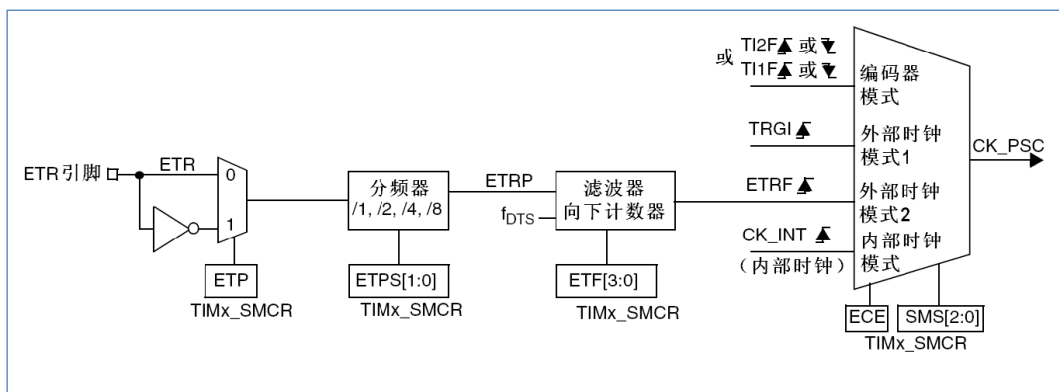 TI2F 或
或 TI1F 或
编码器
模式
TRGI
外部时钟
模式1
CK_PSC
ETR引脚
ETR
0
1
分频器
/1, /2, /4, /8
ETRP
fDTS
滤波器
向下计数器
ETRF
外部时钟
模式2
CK_INT
(内部时钟)
内部时钟
模式
ETP
TIMx_SMCR
ETPS[1:0]
TIMx_SMCR
ETF[3:0]
TIMx_SMCR
ECE
SMS[2:0]
TIMx_SMCR